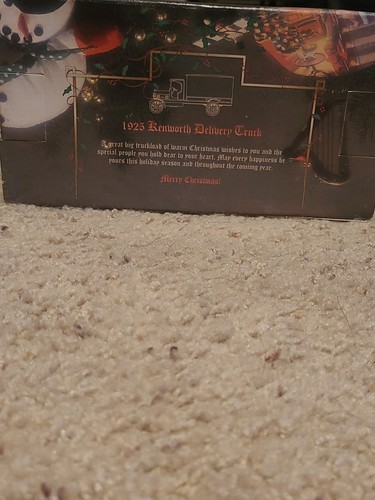 1925 Kenworth Delivery Truck
A great big truckload of warm Christmas wishes to you and the
special people you hold dear to your heart. May every happiness be
yours this holiday season and throughout the coming year.
Merry Christmas!